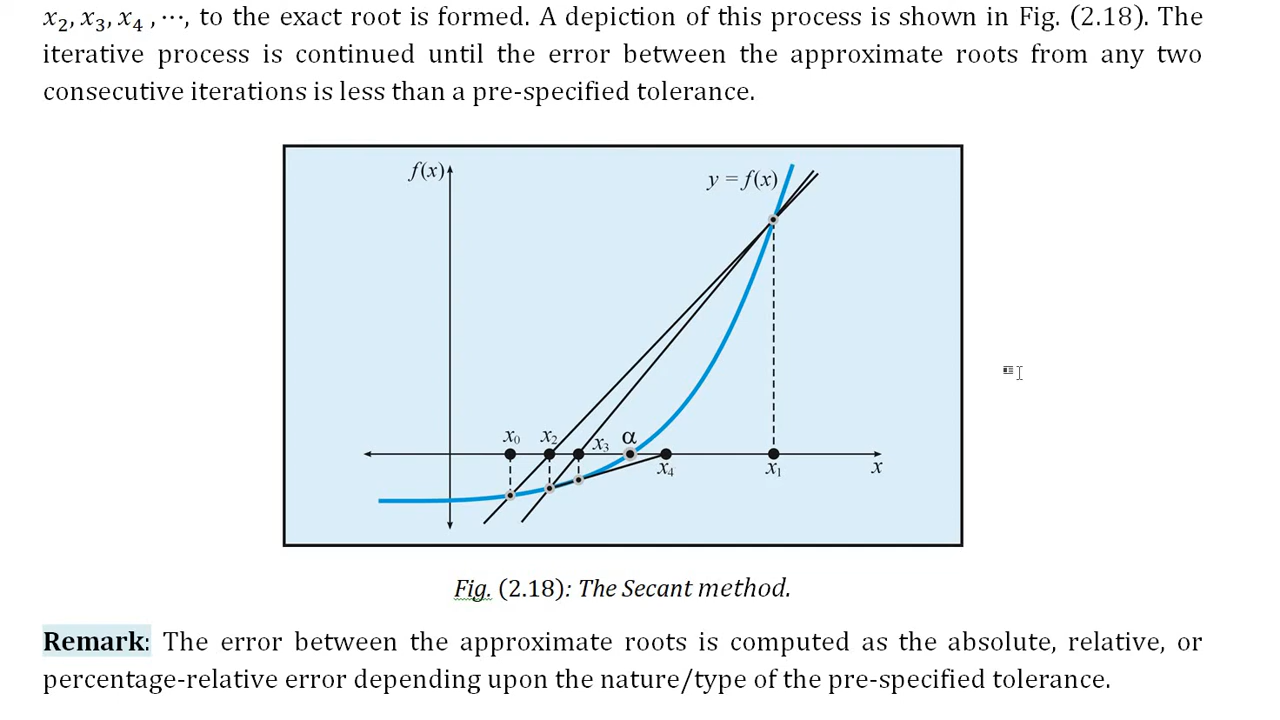 x₂, x₃, x₄ , ⋯, to the exact root is formed. A depiction of this process is shown in Fig. (2.18). The
iterative process is continued until the error between the approximate roots from any two
consecutive iterations is less than a pre-specified tolerance.
f(x)
y = f(x)
x₀ x₂ x₃ α
x₄ x₁ x
Fig. (2.18): The Secant method.
Remark: The error between the approximate roots is computed as the absolute, relative, or
percentage-relative error depending upon the nature/type of the pre-specified tolerance.